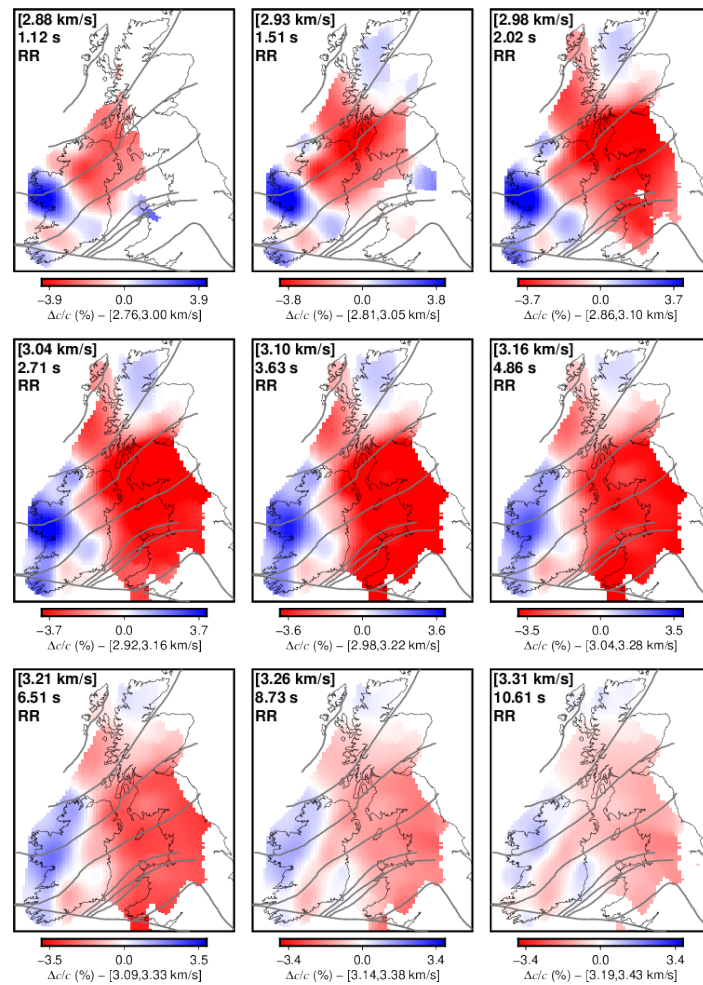 [2.88 km/s]
1.12 s
RR
−3.9 0.0 3.9
Δc/c (%) − [2.76,3.00 km/s]
[2.93 km/s]
1.51 s
RR
−3.8 0.0 3.8
Δc/c (%) − [2.81,3.05 km/s]
[2.98 km/s]
2.02 s
RR
−3.7 0.0 3.7
Δc/c (%) − [2.86,3.10 km/s]
[3.04 km/s]
2.71 s
RR
−3.7 0.0 3.7
Δc/c (%) − [2.92,3.16 km/s]
[3.10 km/s]
3.63 s
RR
−3.6 0.0 3.6
Δc/c (%) − [2.98,3.22 km/s]
[3.16 km/s]
4.86 s
RR
−3.5 0.0 3.5
Δc/c (%) − [3.04,3.28 km/s]
[3.21 km/s]
6.51 s
RR
−3.5 0.0 3.5
Δc/c (%) − [3.09,3.33 km/s]
[3.26 km/s]
8.73 s
RR
−3.4 0.0 3.4
Δc/c (%) − [3.14,3.38 km/s]
[3.31 km/s]
10.61 s
RR
−3.4 0.0 3.4
Δc/c (%) − [3.19,3.43 km/s]